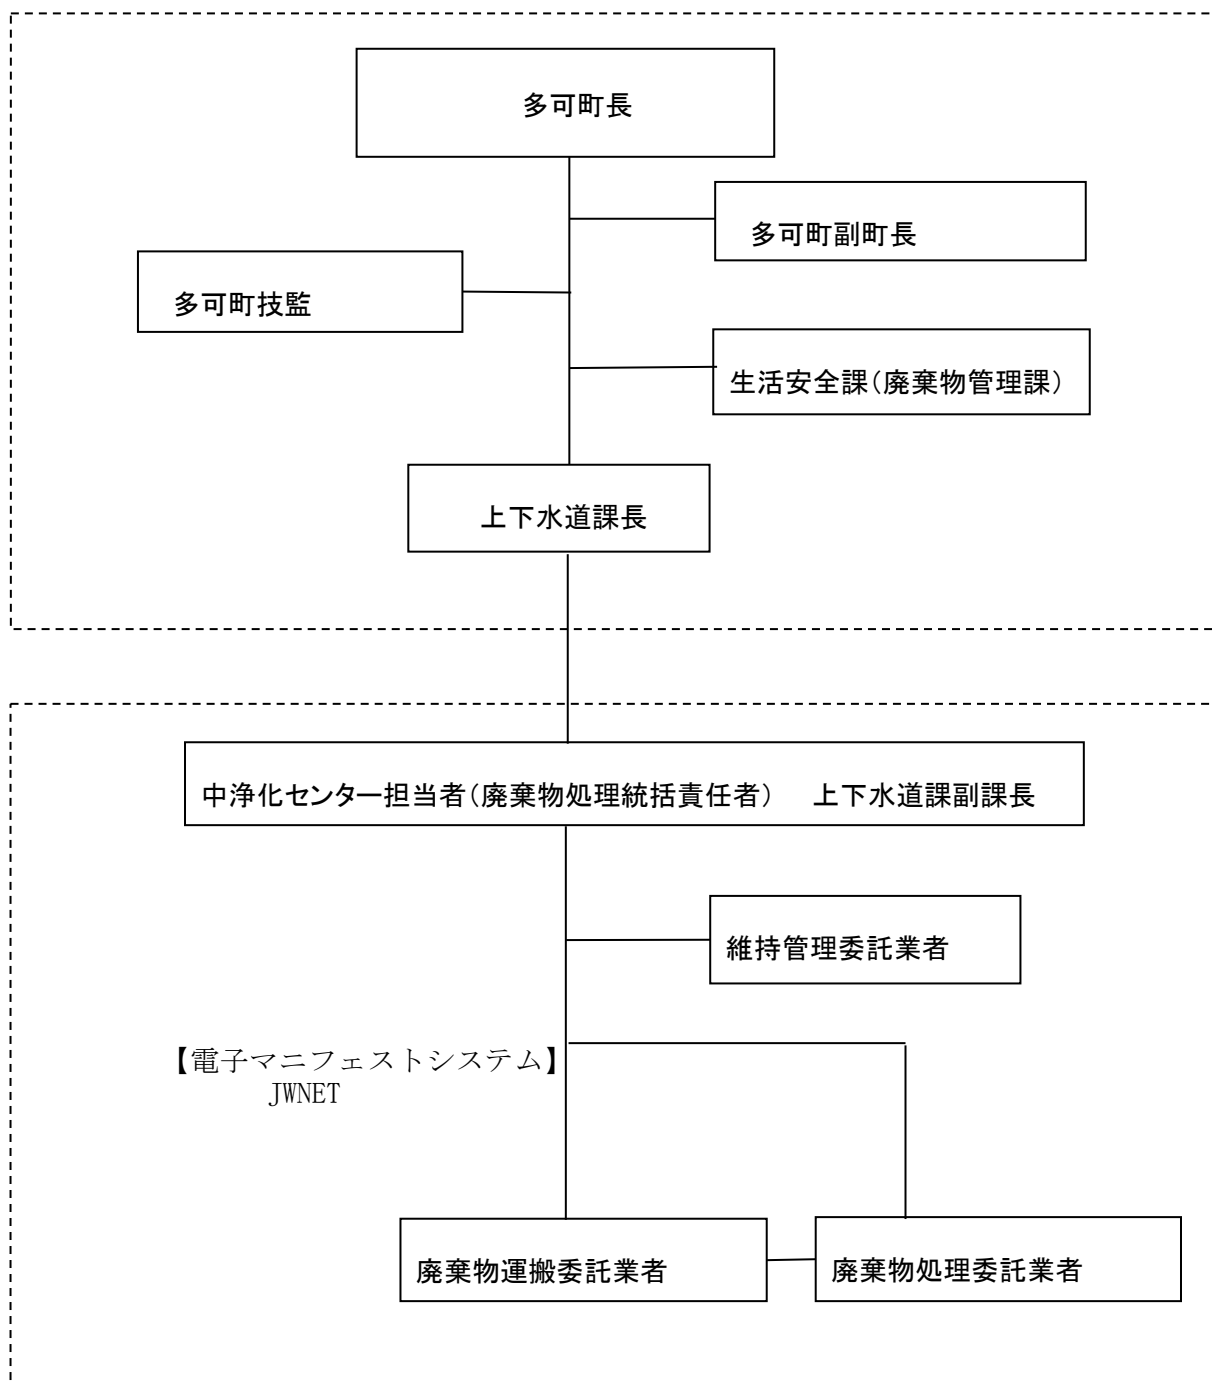 多可町長
多可町副町長
多可町技監
生活安全課（廃棄物管理課）
上下水道課長
中浄化センター担当者（廃棄物処理統括責任者）　上下水道課副課長
維持管理委託業者
【電子マニフェストシステム】
JWNET
廃棄物運搬委託業者
廃棄物処理委託業者